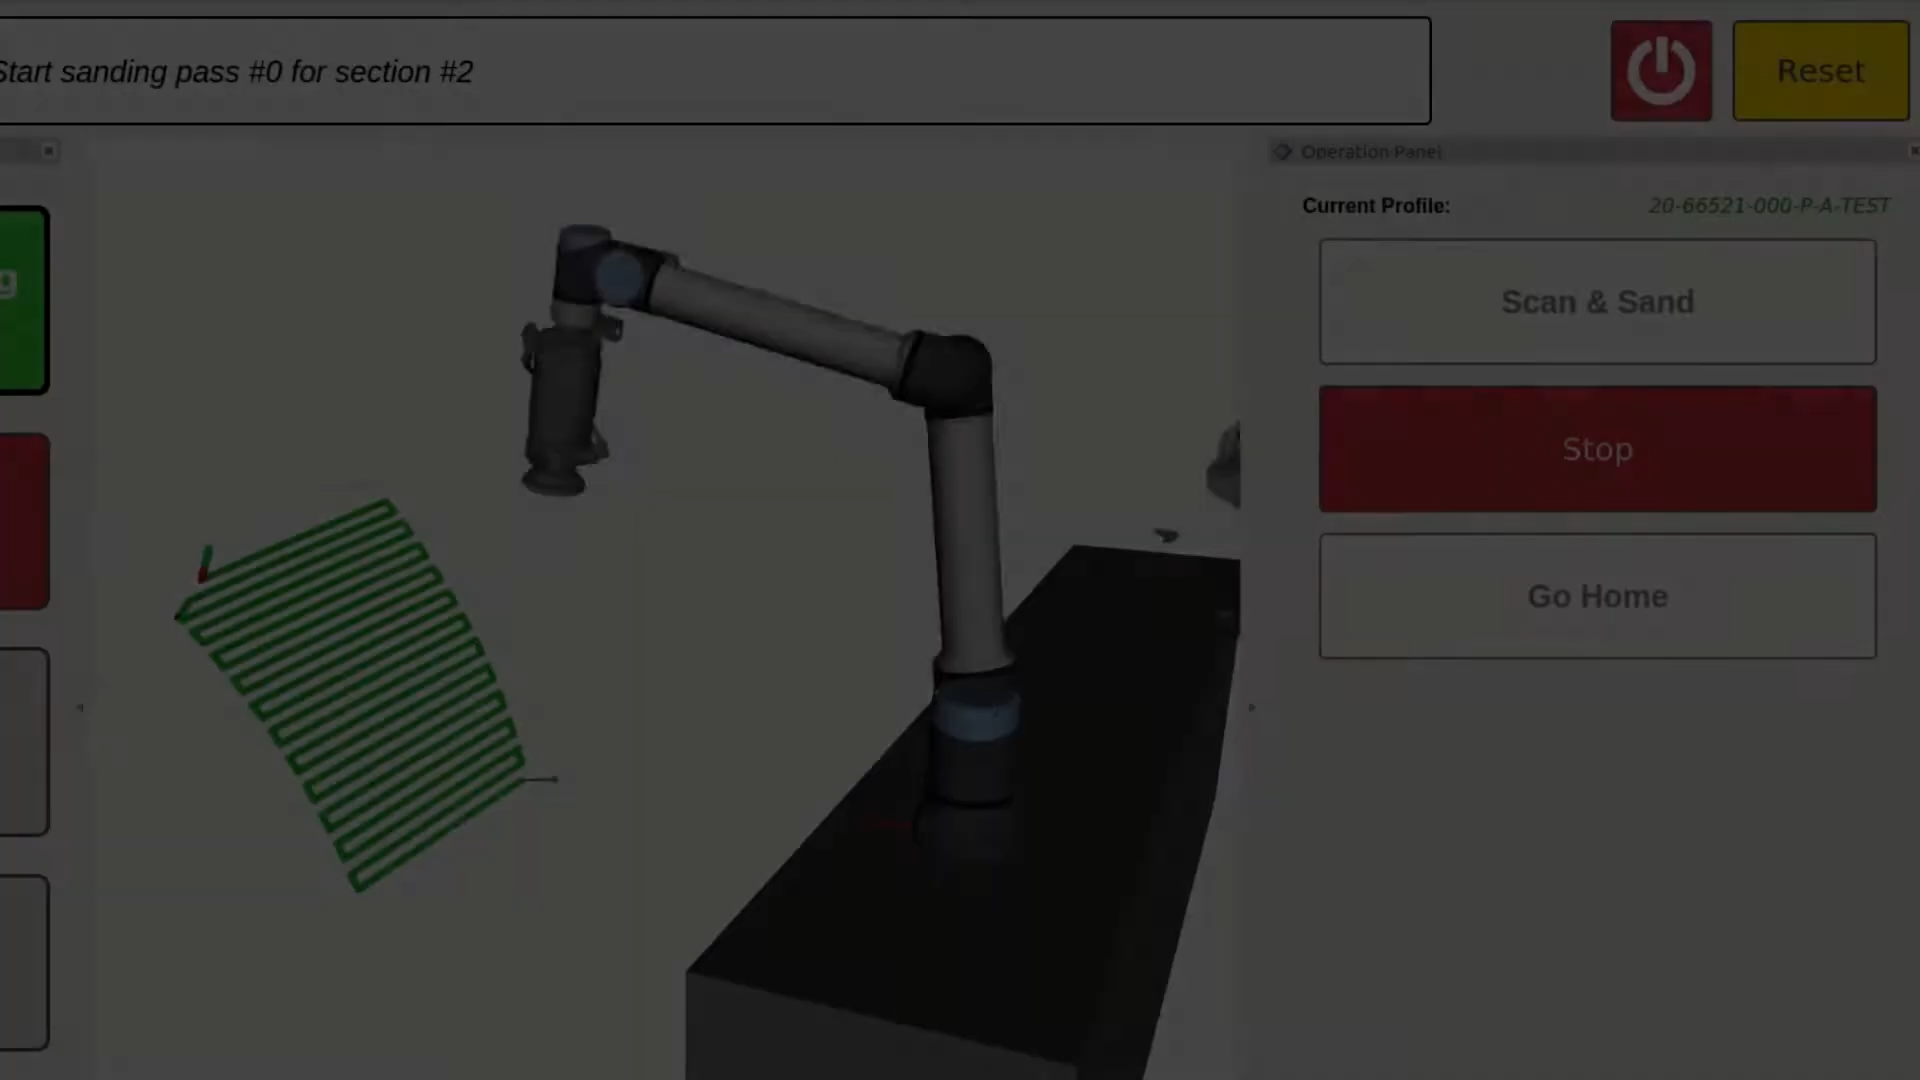 Start sanding pass #0 for section #2
Reset
Operation Panel
Current Profile: 20-66521-000-P-A-TEST
g
Scan & Sand
Stop
Go Home